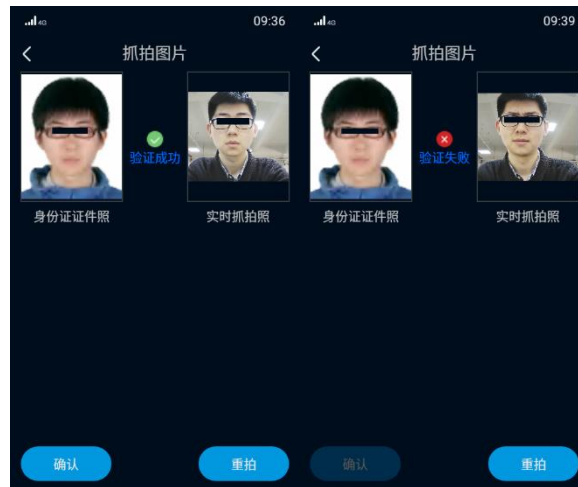 4G 09:36
抓拍图片
验证成功
身份证证件照 实时抓拍照
确认 重拍
4G 09:39
抓拍图片
验证失败
身份证证件照 实时抓拍照
确认 重拍